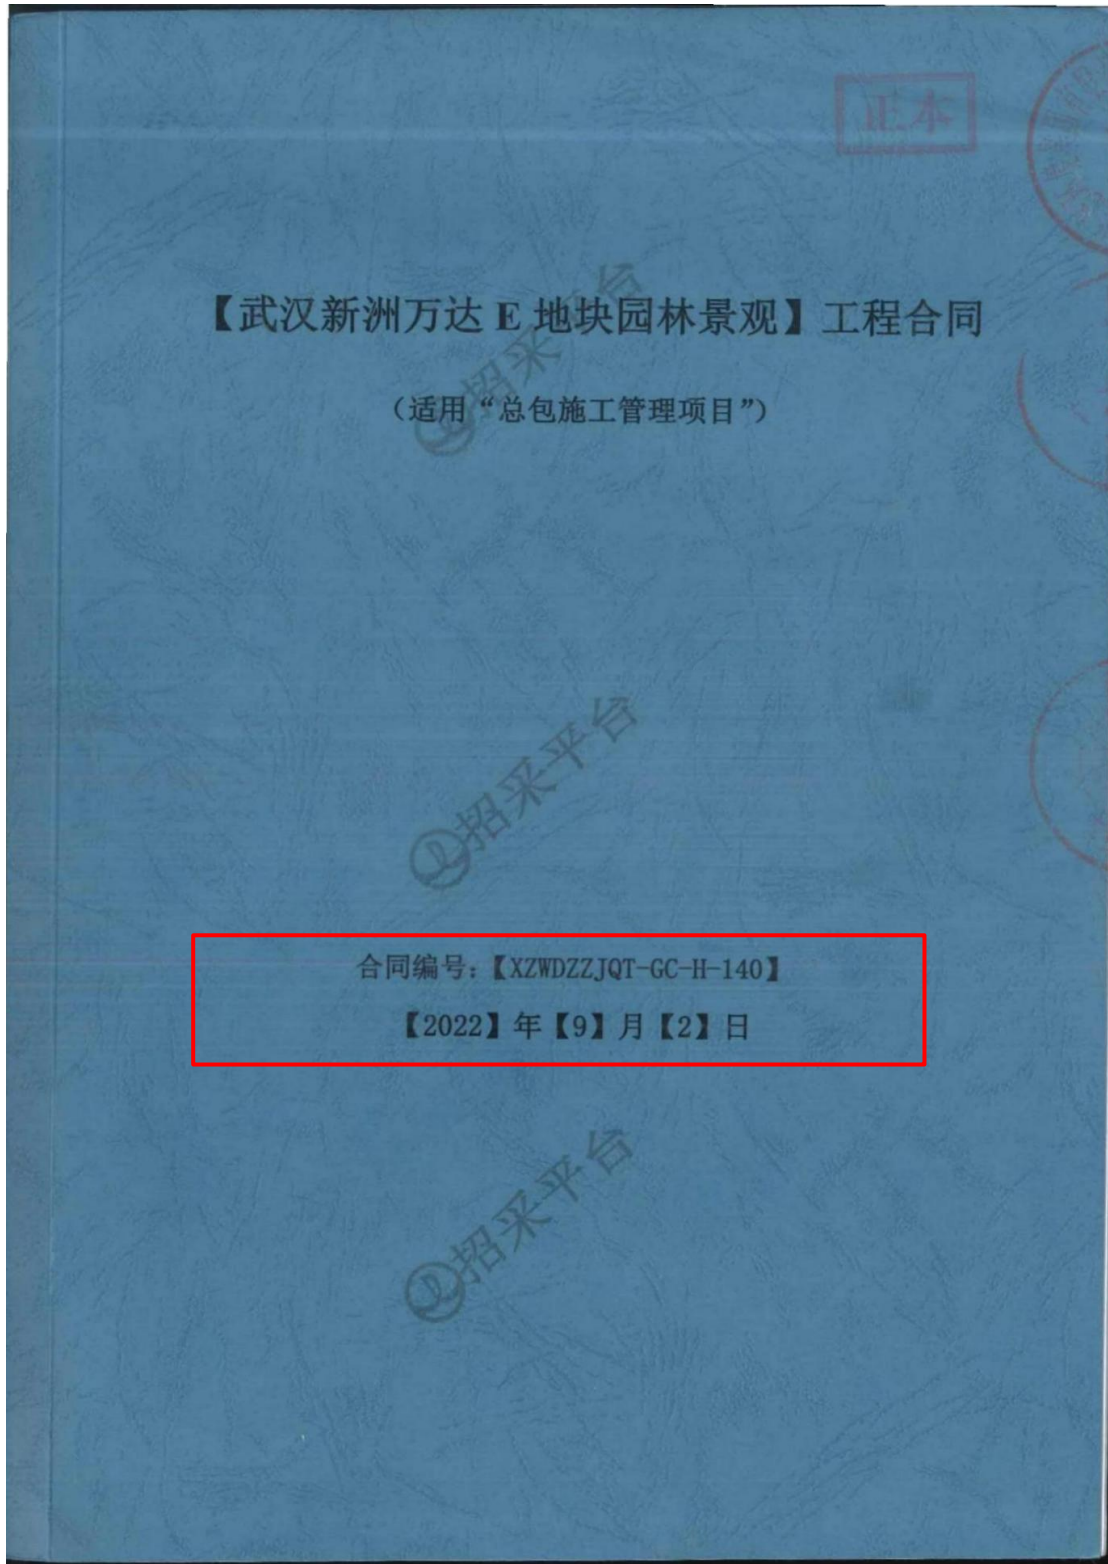 正本
【武汉新洲万达 E 地块园林景观】工程合同
（适用“总包施工管理项目”）
招采平台
招采平台
合同编号：【XZWDZZJQT-GC-H-140】
【2022】年【9】月【2】日
招采平台